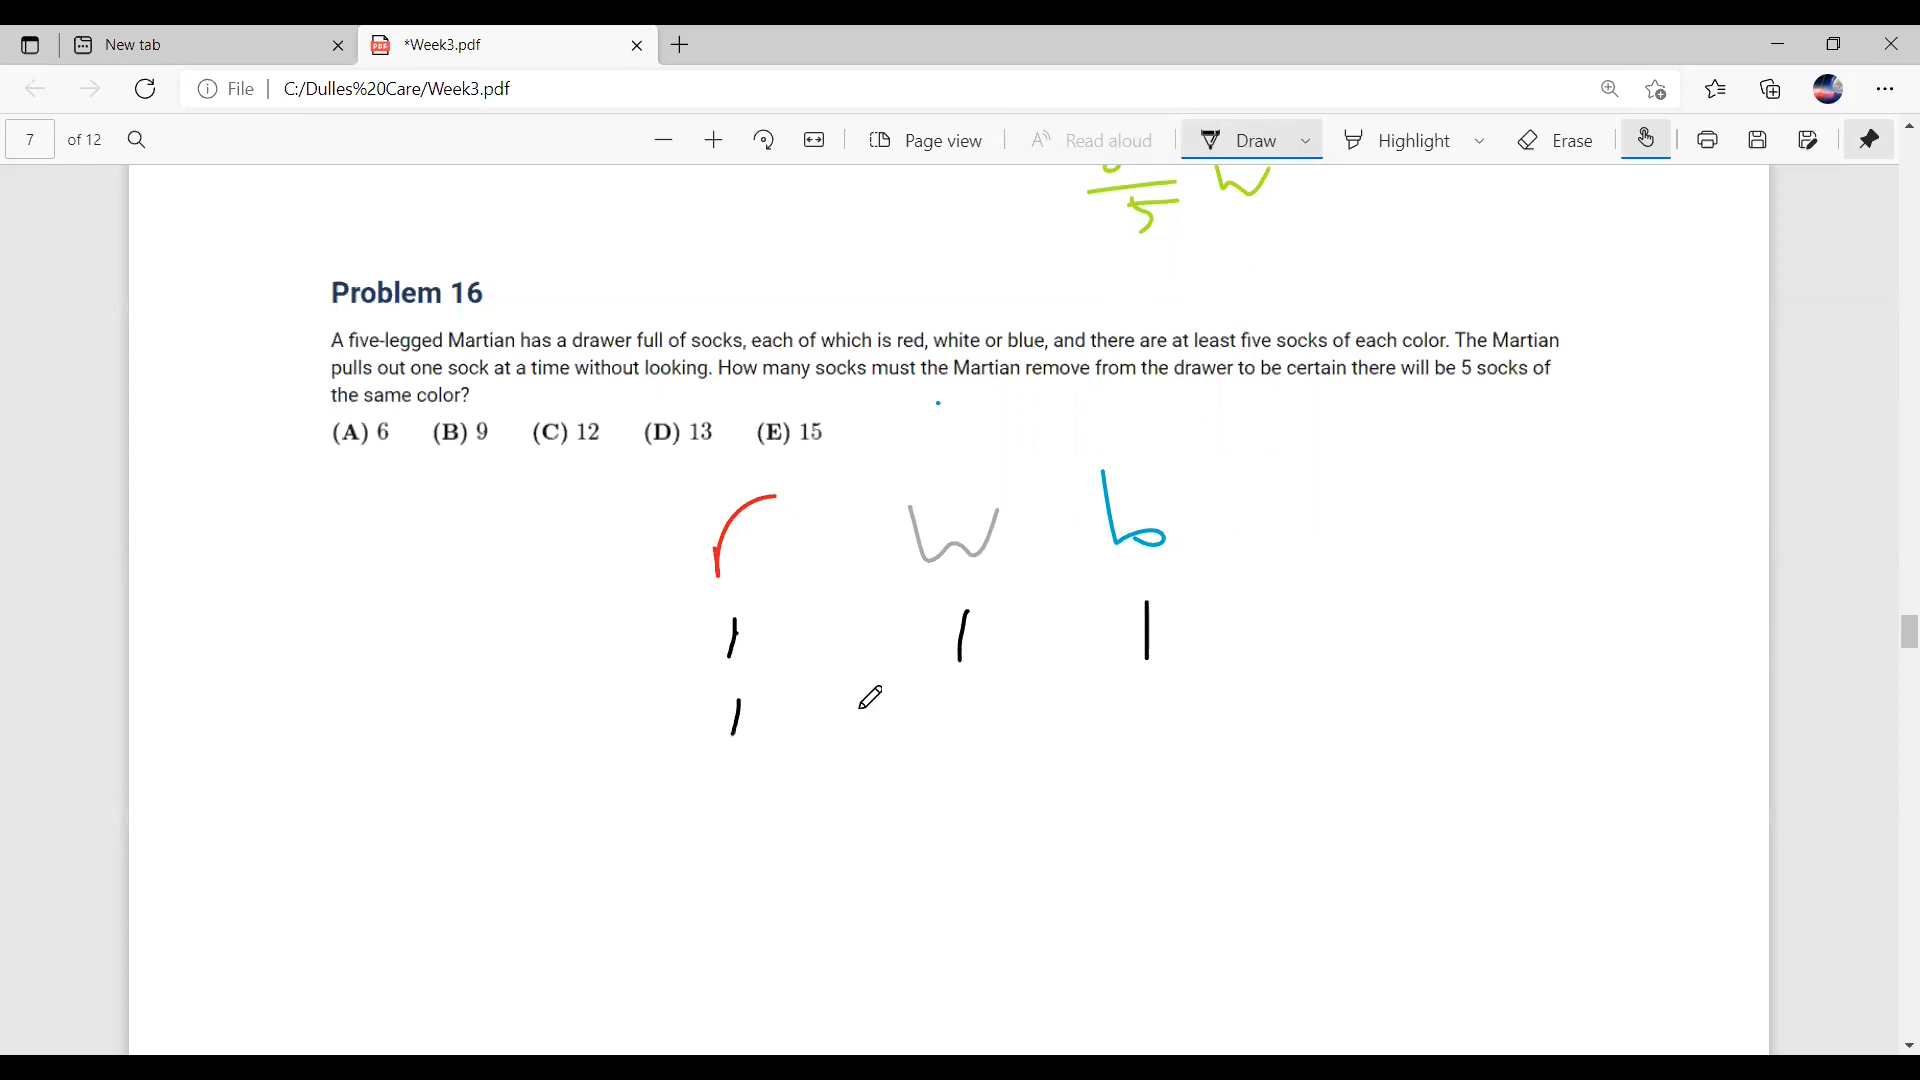 New tab
*Week3.pdf
File
C:/Dulles%20Care/Week3.pdf
7 of 12
Page view
Read aloud
Draw
Highlight
Erase
5 w
Problem 16
A five-legged Martian has a drawer full of socks, each of which is red, white or blue, and there are at least five socks of each color. The Martian
pulls out one sock at a time without looking. How many socks must the Martian remove from the drawer to be certain there will be 5 socks of
the same color?
(A) 6 (B) 9 (C) 12 (D) 13 (E) 15
r w b